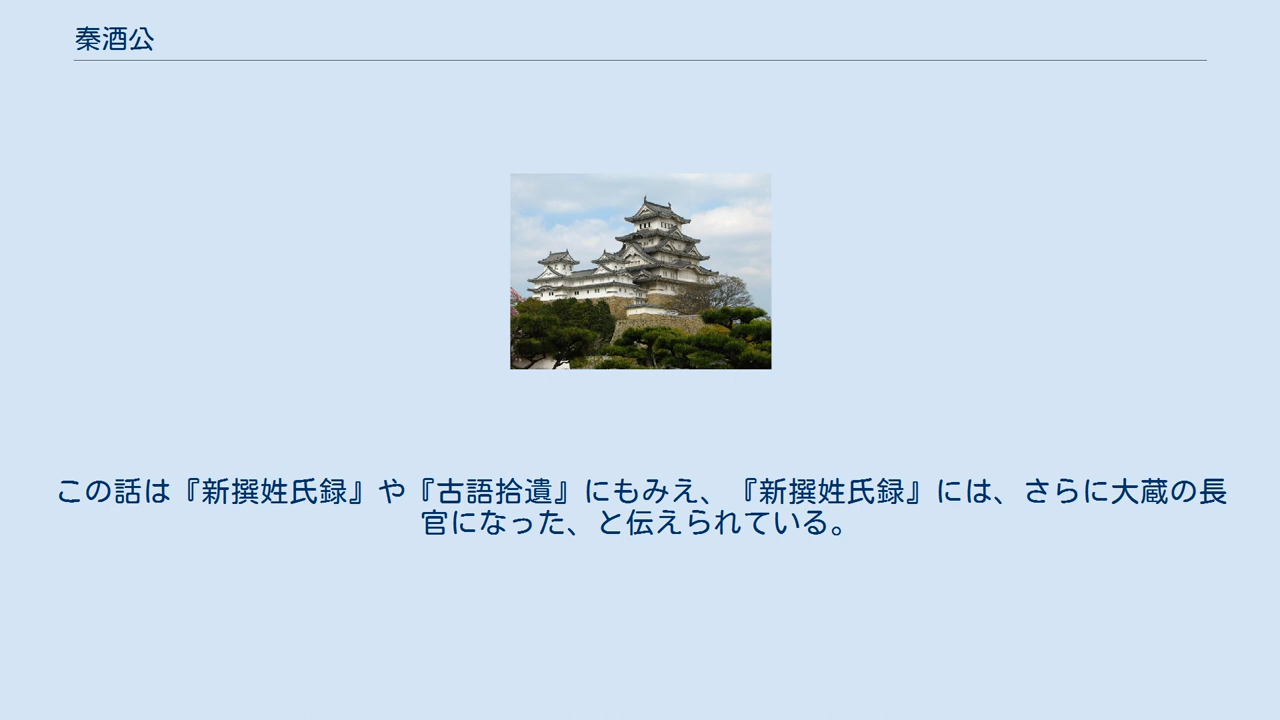 秦酒公
この話は『新撰姓氏録』や『古語拾遺』にもみえ、『新撰姓氏録』には、さらに大蔵の長
官になった、と伝えられている。